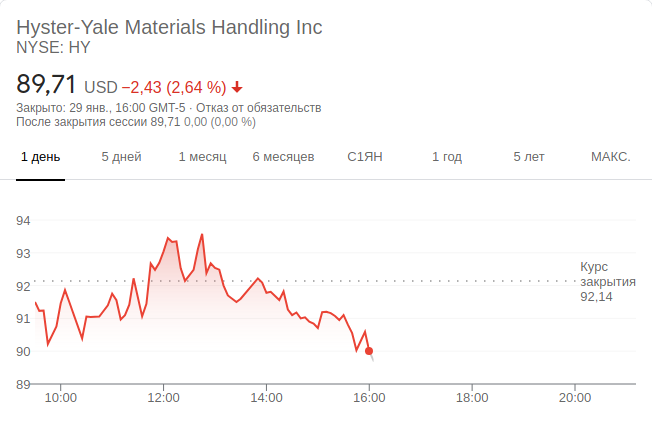 Hyster-Yale Materials Handling Inc
NYSE: HY
89,71 USD −2,43 (2,64 %)
Закрыто: 29 янв., 16:00 GMT-5 · Отказ от обязательств
После закрытия сессии 89,71 0,00 (0,00 %)
1 день 5 дней 1 месяц 6 месяцев С1ЯН 1 год 5 лет МАКС.
94
93
Курс
закрытия
92,14
92
91
90
89
10:00 12:00 14:00 16:00 18:00 20:00